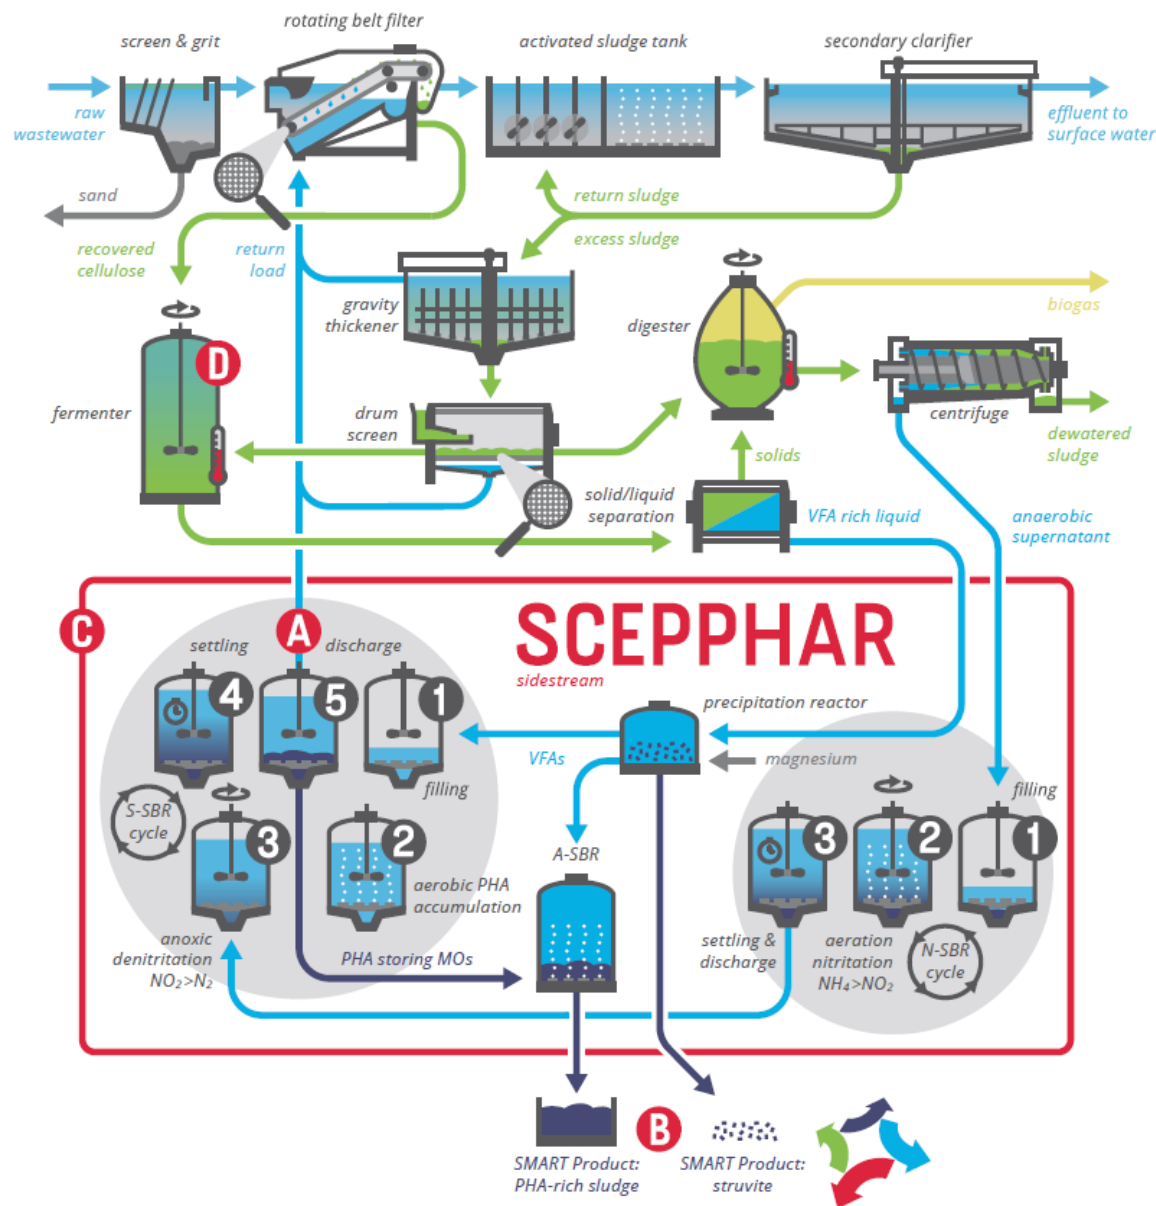 rotating belt filter
screen & grit
activated sludge tank
secondary clarifier
raw
wastewater
effluent to
surface water
sand
return sludge
recovered
cellulose
return
load
excess sludge
gravity
thickener
digester
biogas
D
fermenter
drum
screen
centrifuge
dewatered
sludge
solids
solid/liquid
separation
VFA rich liquid
anaerobic
supernatant
C
A
SCEPPHAR
sidestream
settling
discharge
4
5
1
precipitation reactor
VFAs
magnesium
filling
filling
S-SBR
cycle
3
2
A-SBR
3
2
1
aerobic PHA
accumulation
anoxic
denitritation
NO₂>N₂
PHA storing MOs
settling &
discharge
aeration
nitritation
NH₄>NO₂
N-SBR
cycle
B
SMART Product:
PHA-rich sludge
SMART Product:
struvite